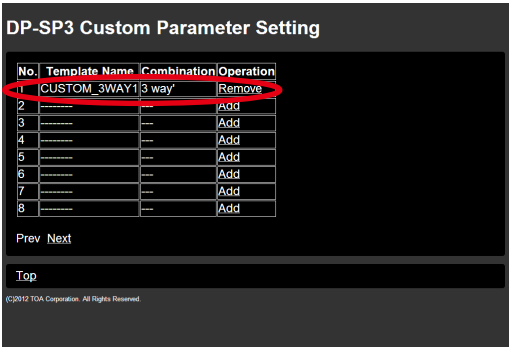 DP-SP3 Custom Parameter Setting
No. Template Name Combination Operation
1 CUSTOM_3WAY1 3 way' Remove
2 -------- --- Add
3 -------- --- Add
4 -------- --- Add
5 -------- --- Add
6 -------- --- Add
7 -------- --- Add
8 -------- --- Add
Prev Next
Top
(C)2012 TOA Corporation. All Rights Reserved.